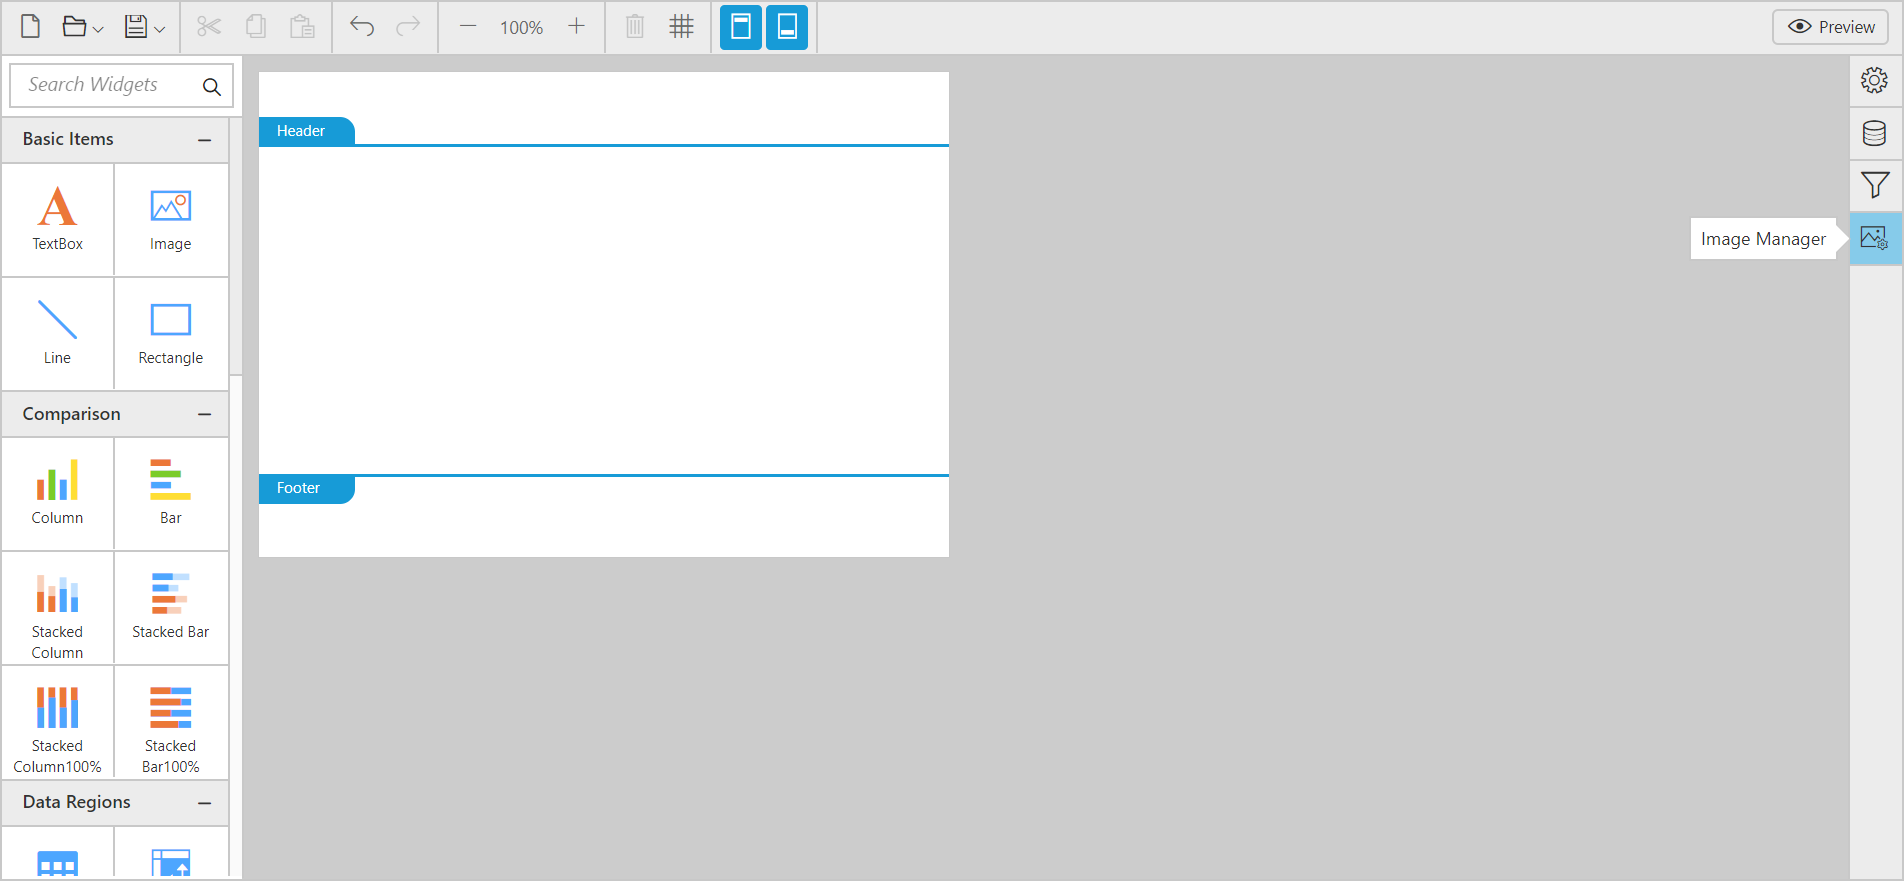 100%
Preview
Search Widgets
Basic Items
TextBox
Image
Line
Rectangle
Comparison
Column
Bar
Stacked
Column
Stacked Bar
Stacked
Column100%
Stacked
Bar100%
Data Regions
Header
Footer
Image Manager